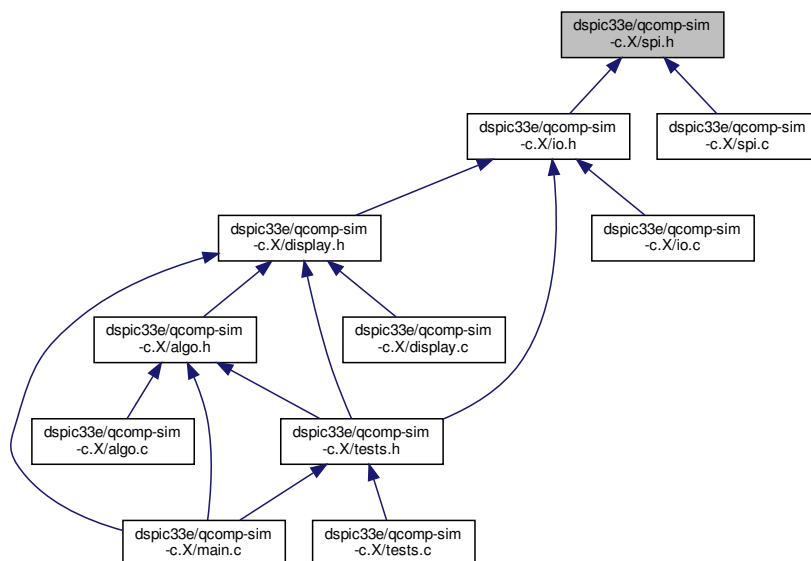 dspic33e/qcomp-sim
-c.X/spi.h
dspic33e/qcomp-sim
-c.X/io.h
dspic33e/qcomp-sim
-c.X/spi.c
dspic33e/qcomp-sim
-c.X/display.h
dspic33e/qcomp-sim
-c.X/io.c
dspic33e/qcomp-sim
-c.X/algo.h
dspic33e/qcomp-sim
-c.X/display.c
dspic33e/qcomp-sim
-c.X/algo.c
dspic33e/qcomp-sim
-c.X/tests.h
dspic33e/qcomp-sim
-c.X/main.c
dspic33e/qcomp-sim
-c.X/tests.c